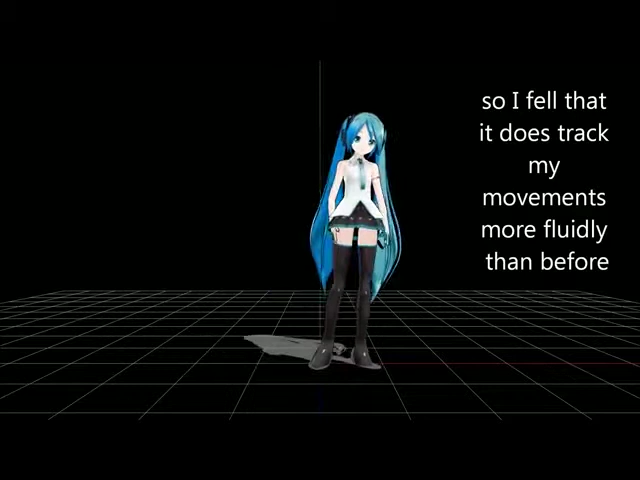 so I fell that
it does track
my
movements
more fluidly
than before